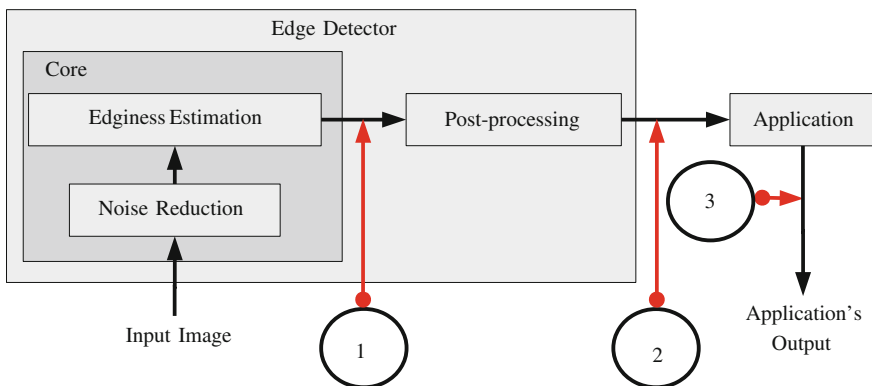 Edge Detector
Core
Edginess Estimation
Post-processing
Application
Noise Reduction
3
Input Image
1
2
Application's
Output